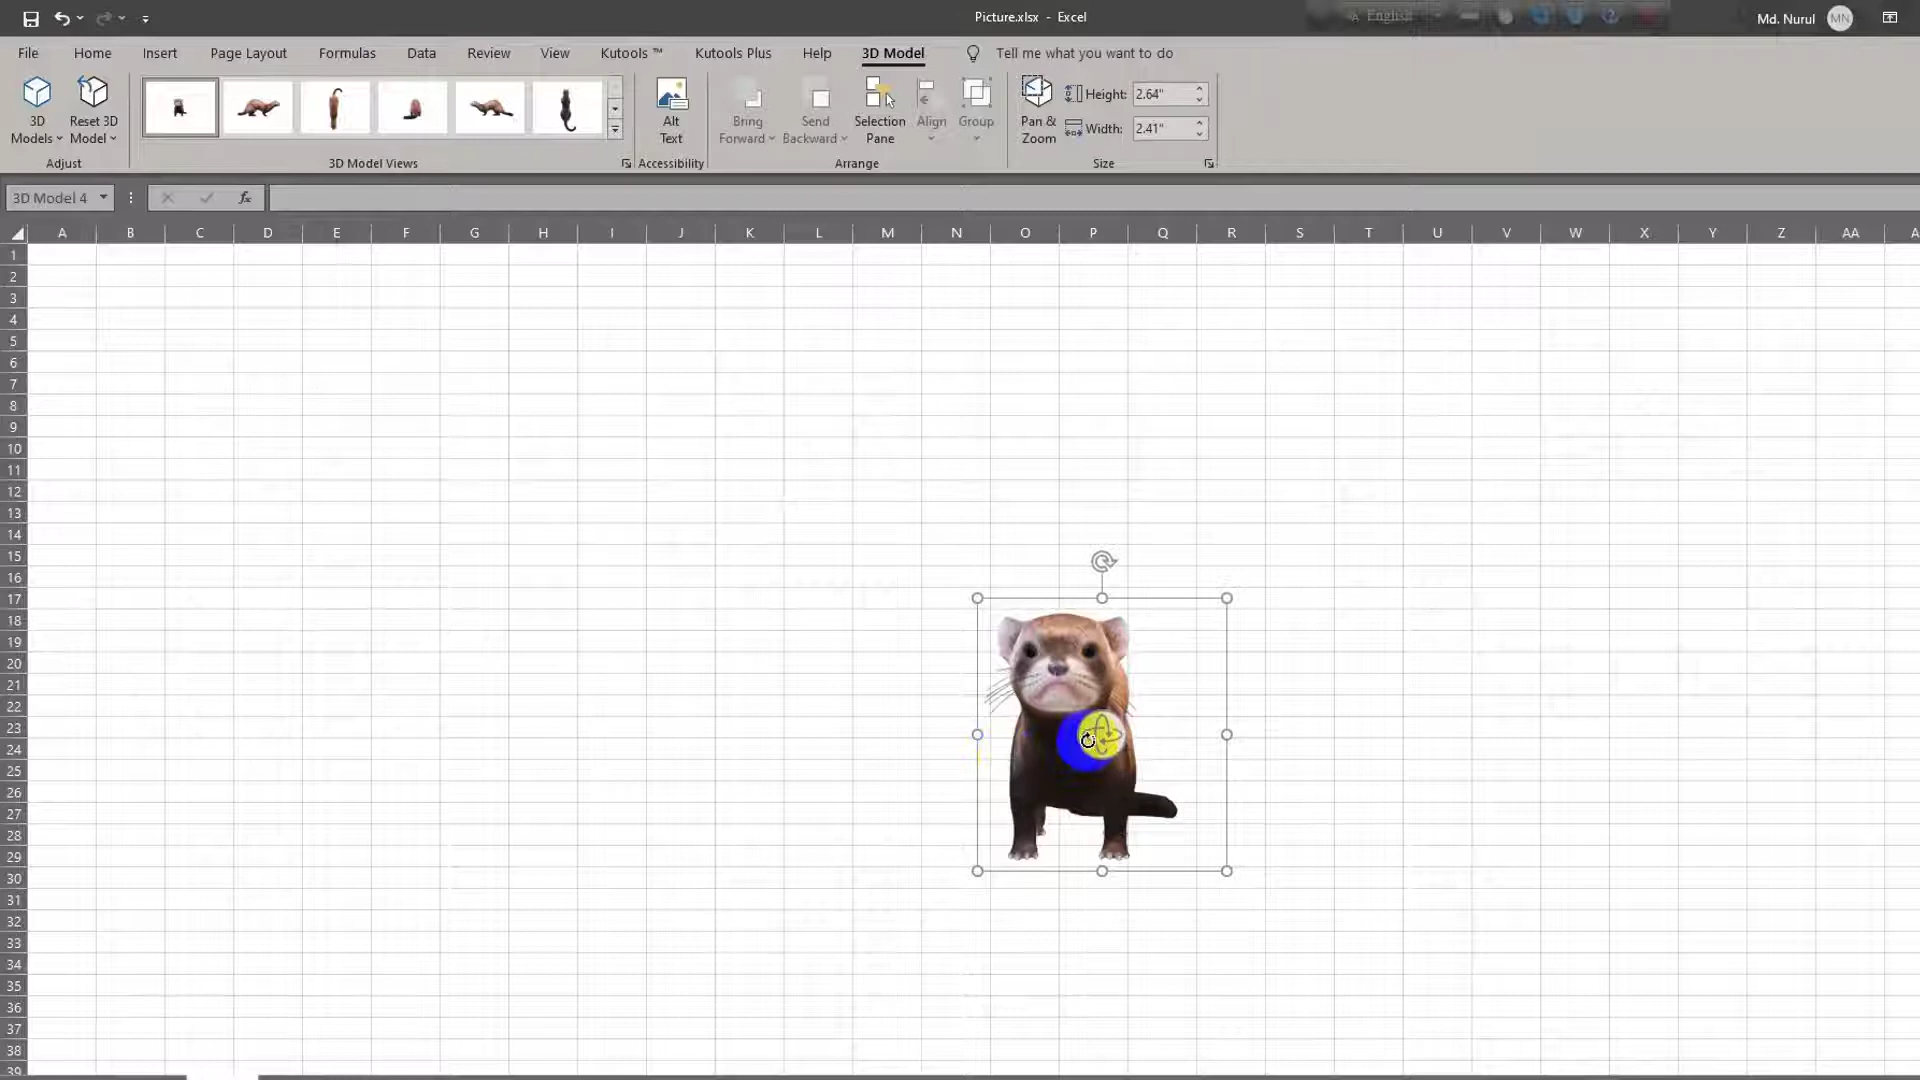 Picture.xlsx - Excel
English
Md. Nurul
MN
File
Home
Insert
Page Layout
Formulas
Data
Review
View
Kutools ™
Kutools Plus
Help
3D Model
Tell me what you want to do
3D
Models
Reset 3D
Model
Alt
Text
Bring
Forward
Send
Backward
Selection
Pane
Align
Group
Pan &
Zoom
Height: 2.64"
Width: 2.41"
Adjust
3D Model Views
Accessibility
Arrange
Size
3D Model 4
fx
A B C D E F G H I J K L M N O P Q R S T U V W X Y Z AA
1
2
3
4
5
6
7
8
9
10
11
12
13
14
15
16
17
18
19
20
21
22
23
24
25
26
27
28
29
30
31
32
33
34
35
36
37
38
39